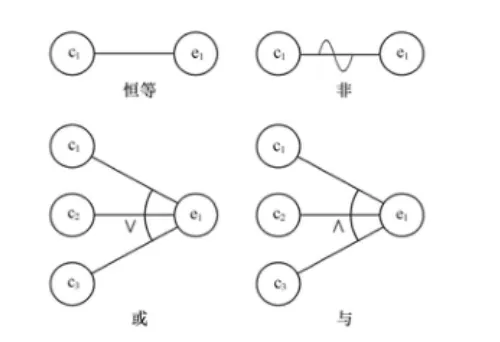 c₁ e₁ c₁ e₁
恒等 非
c₁ c₁
c₂ ∨ e₁ c₂ ∧ e₁
c₃ c₃
或 与